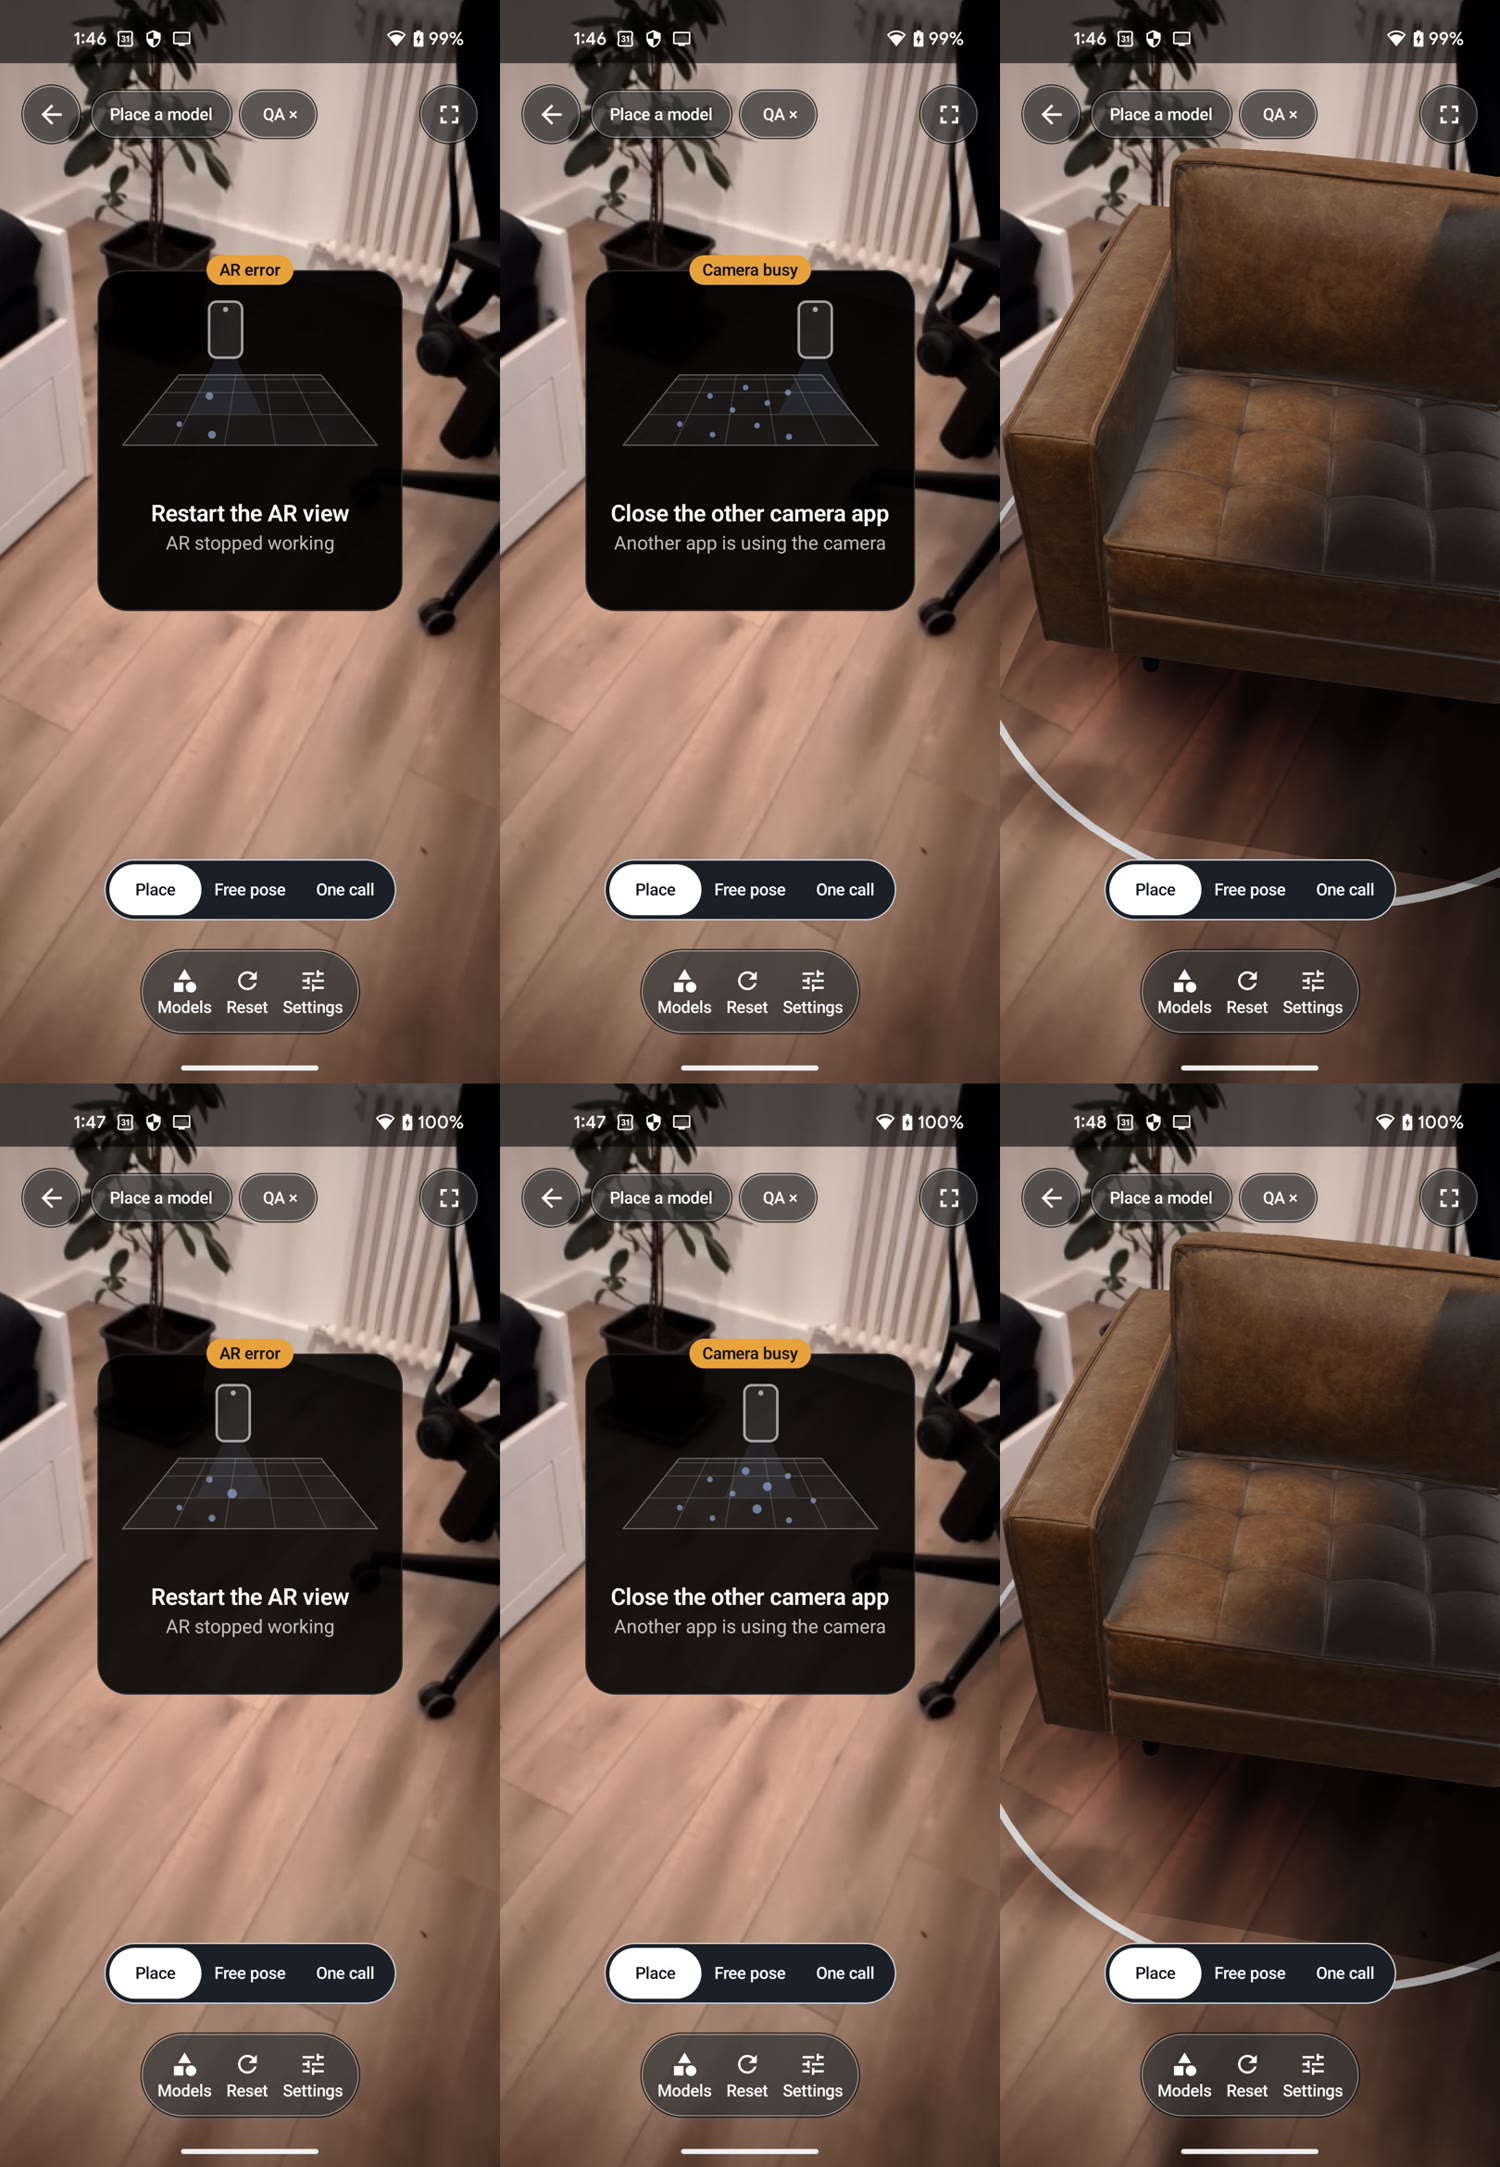 1:46 31 99%
Place a model QA ×
AR error
Restart the AR view
AR stopped working
Place Free pose One call
Models Reset Settings
1:46 31 99%
Place a model QA ×
Camera busy
Close the other camera app
Another app is using the camera
Place Free pose One call
Models Reset Settings
1:46 31 99%
Place a model QA ×
Place Free pose One call
Models Reset Settings
1:47 31 100%
Place a model QA ×
AR error
Restart the AR view
AR stopped working
Place Free pose One call
Models Reset Settings
1:47 31 100%
Place a model QA ×
Camera busy
Close the other camera app
Another app is using the camera
Place Free pose One call
Models Reset Settings
1:48 31 100%
Place a model QA ×
Place Free pose One call
Models Reset Settings